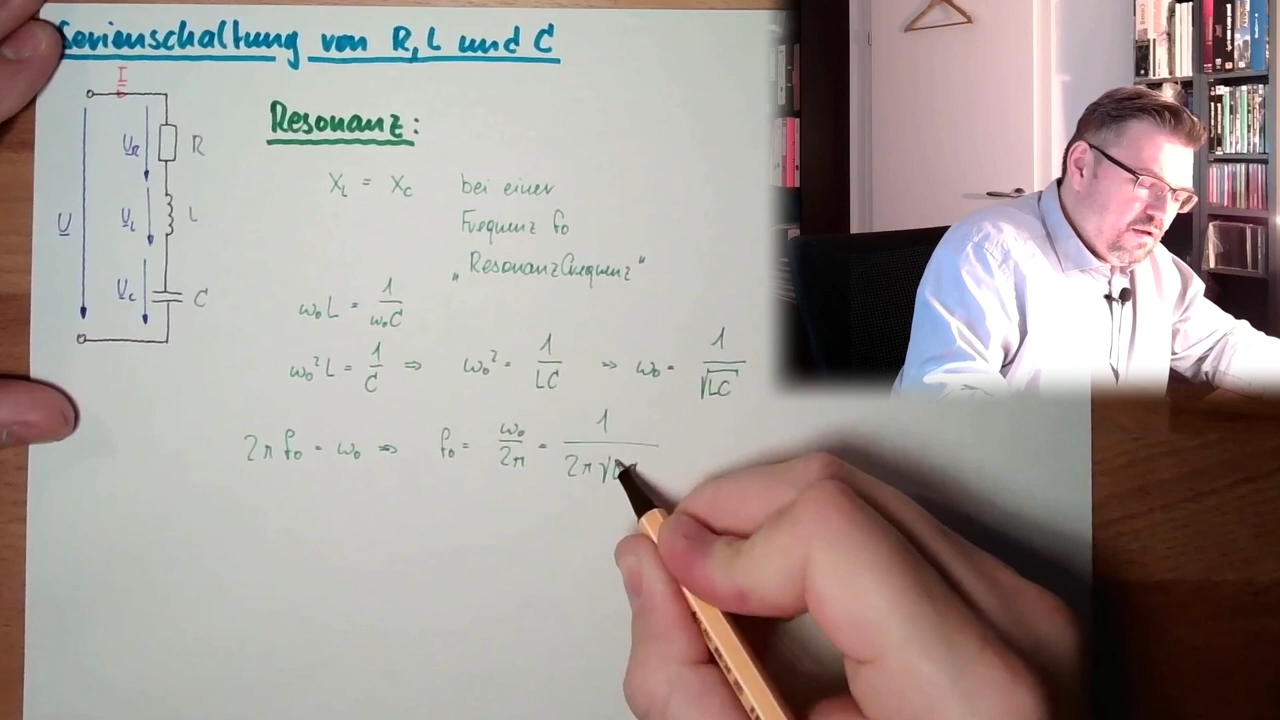 Serienschaltung von R, L und C
I
Resonanz:
U_R R
X_L = X_C bei einer
U U_L L
Frequenz f₀
„Resonanzfrequenz"
U_C C
ω₀L = 1/(ω₀C)
ω₀²L = 1/C ⇒ ω₀² = 1/(LC) ⇒ ω₀ = 1/√(LC)
2π f₀ = ω₀ ⇒ f₀ = ω₀/(2π) = 1/(2π√L